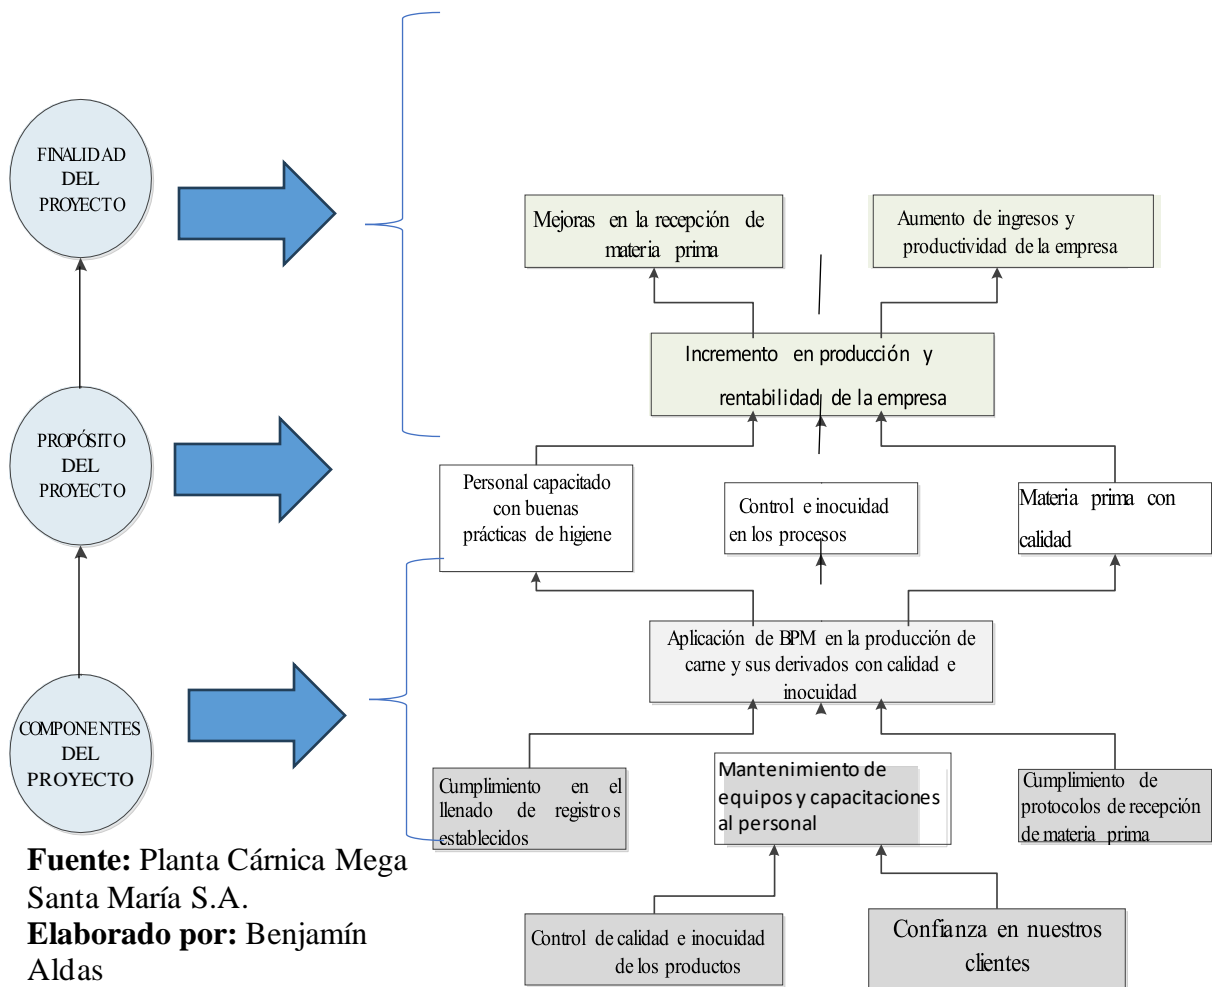 FINALIDAD
DEL
PROYECTO
Mejoras en la recepción de
materia prima
Aumento de ingresos y
productividad de la empresa
Incremento en producción y
rentabilidad de la empresa
PROPÓSITO
DEL
PROYECTO
Personal capacitado
con buenas
prácticas de higiene
Control e inocuidad
en los procesos
Materia prima con
calidad
Aplicación de BPM en la producción de
carne y sus derivados con calidad e
inocuidad
COMPONENTES
DEL
PROYECTO
Cumplimiento en el
llenado de registros
establecidos
Mantenimiento de
equipos y capacitaciones
al personal
Cumplimiento de
protocolos de recepción
de materia prima
Control de calidad e inocuidad
de los productos
Confianza en nuestros
clientes
Fuente: Planta Cárnica Mega
Santa María S.A.
Elaborado por: Benjamín
Aldas